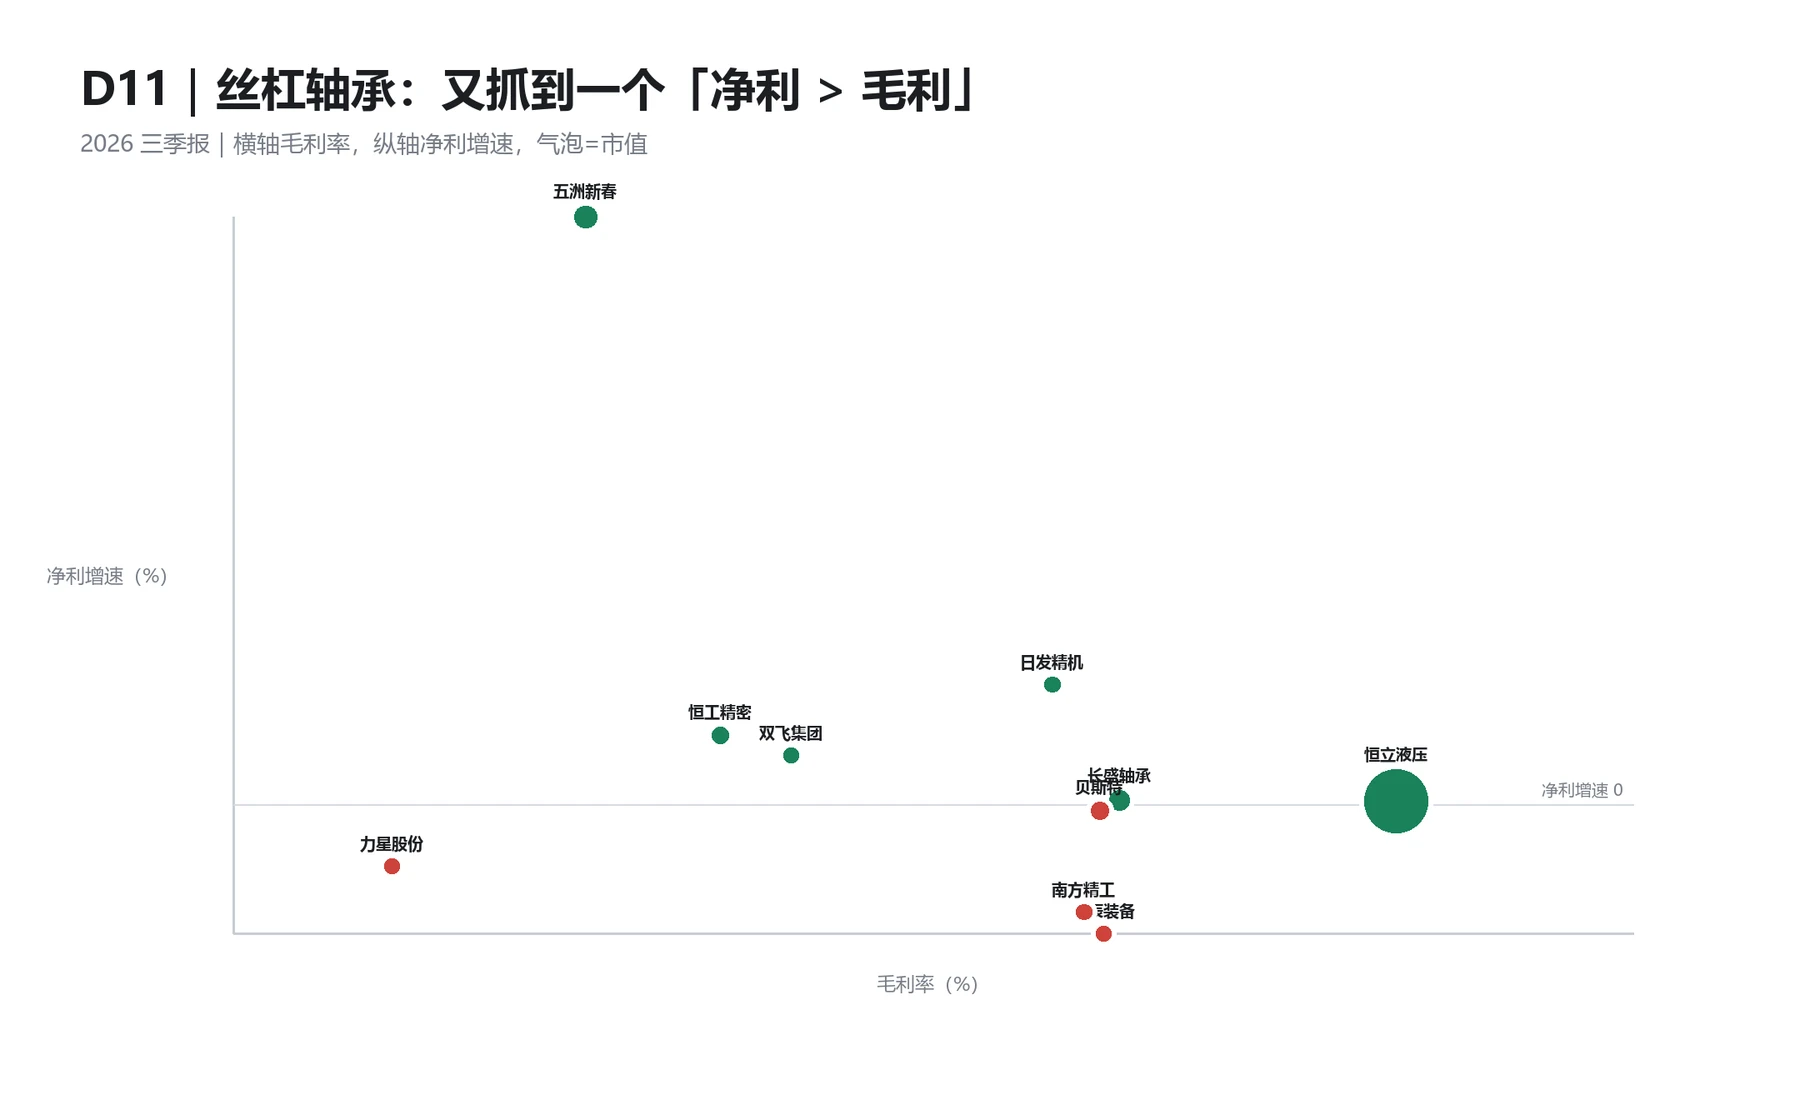 D11｜丝杠轴承：又抓到一个「净利 > 毛利」
2026 三季报｜横轴毛利率，纵轴净利增速，气泡=市值
五洲新春
净利增速（%）
日发精机
恒工精密
双飞集团
恒立液压
长盛轴承
贝斯特
净利增速 0
力星股份
南方精工
装备
毛利率（%）